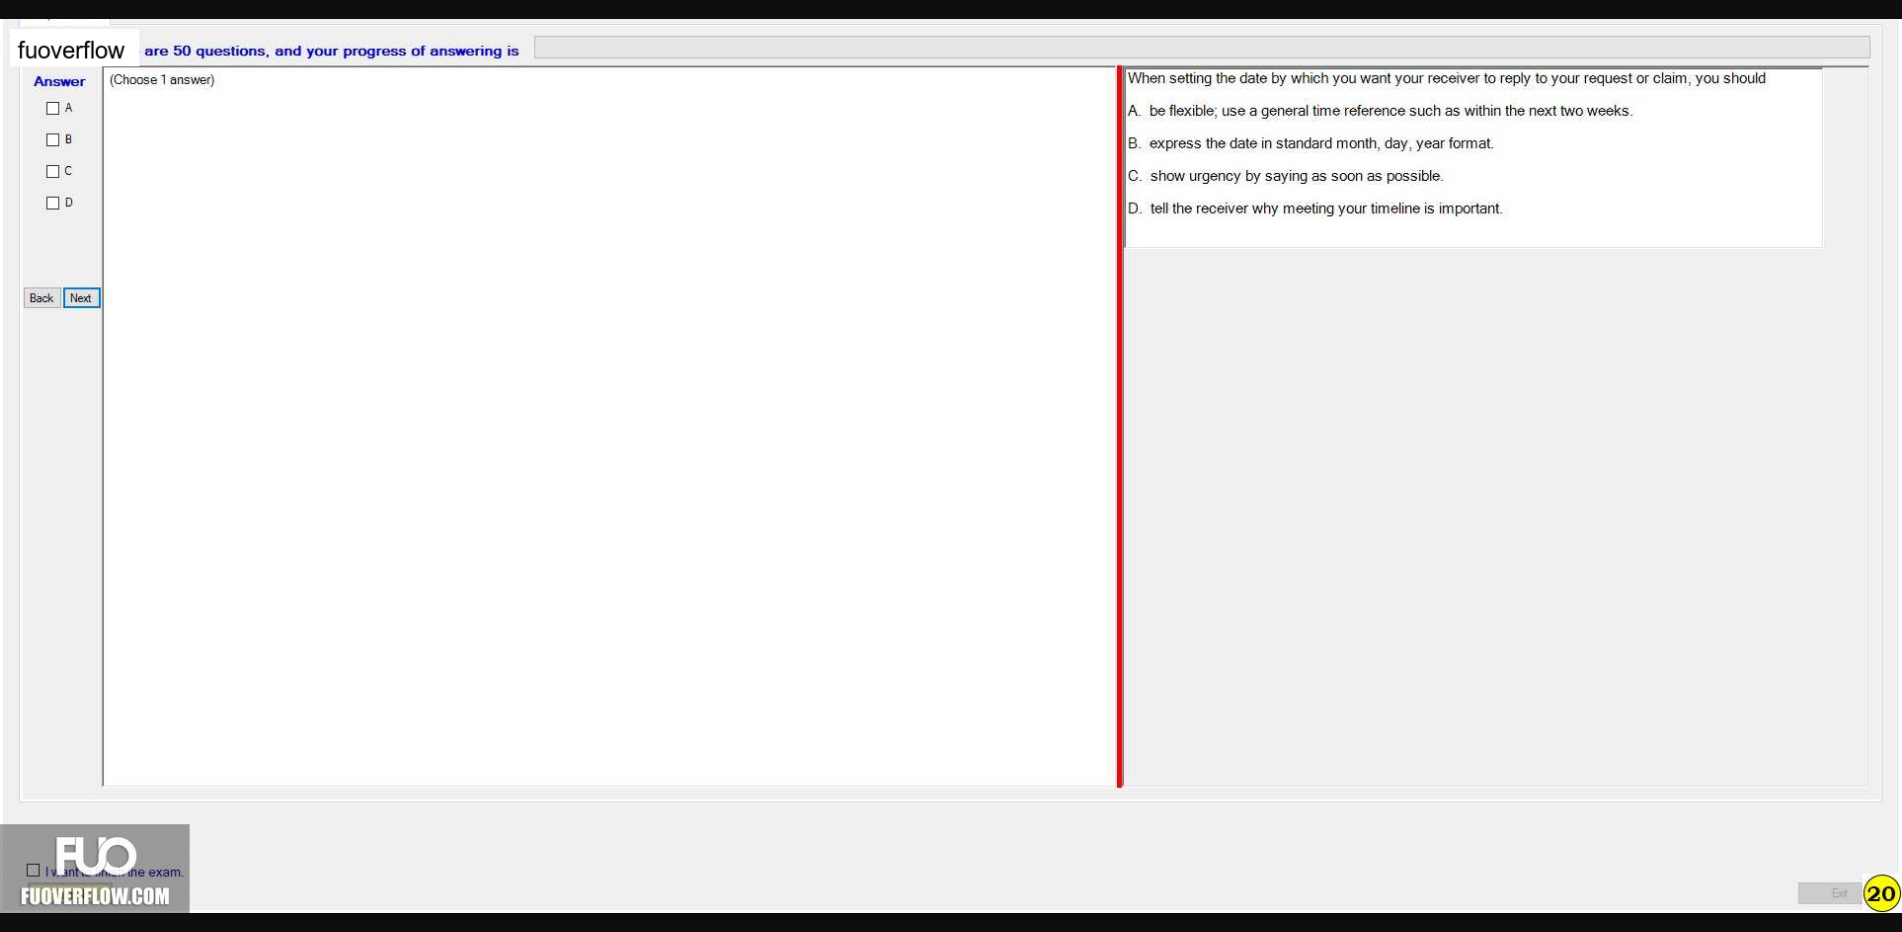 fuoverflow are 50 questions, and your progress of answering is
Answer
(Choose 1 answer)
A
B
C
D
Back Next
When setting the date by which you want your receiver to reply to your request or claim, you should
A. be flexible; use a general time reference such as within the next two weeks.
B. express the date in standard month, day, year format.
C. show urgency by saying as soon as possible.
D. tell the receiver why meeting your timeline is important.
FUO
I want to finish the exam.
FUOVERFLOW.COM
Exit
20